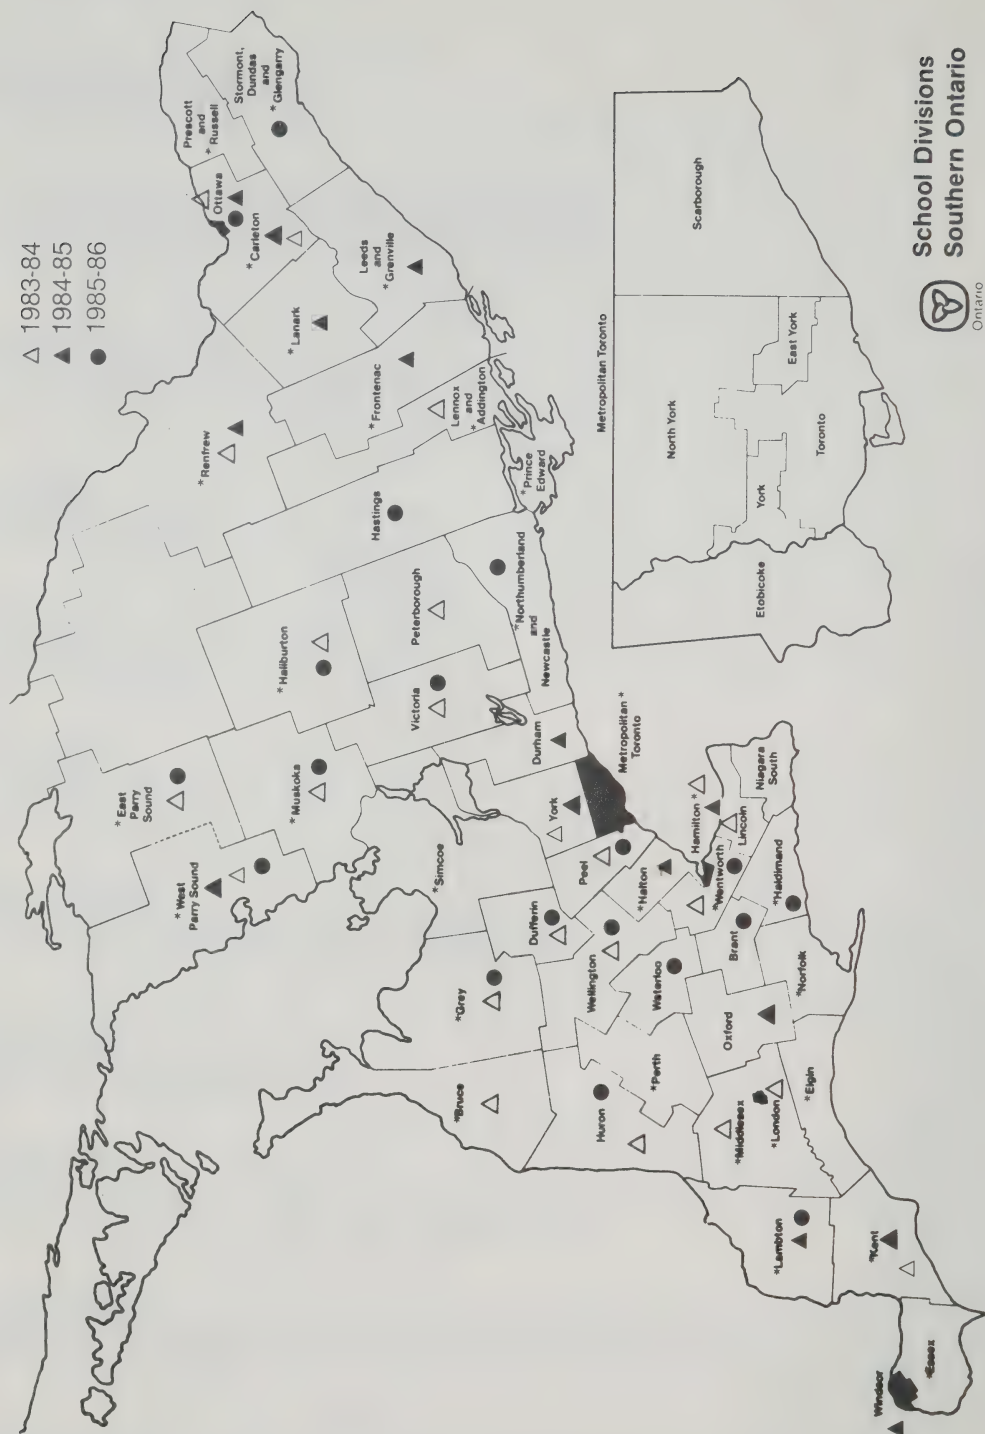 △ 1983-84
▲ 1984-85
● 1985-86
Prescott
and
* Russell
Stormont,
Dundas
and
* Glengarry
Ottawa
* Carleton
Leeds
and
* Grenville
* Lanark
* Frontenac
Lennox
and
* Addington
* Renfrew
Hastings
* Prince
Edward
* Haliburton
Peterborough
* Northumberland
and
Newcastle
Victoria
Durham
* East
Parry
Sound
* Muskoka
* West
Parry Sound
* Simcoe
York
Metropolitan *
Toronto
Peel
* Halton
Hamilton *
* Wentworth
Lincoln
Niagara
South
* Haldimand
Dufferin
Wellington
Waterloo
Brant
* Norfolk
* Grey
* Bruce
Huron
* Perth
Oxford
* Middlesex
* London
* Elgin
* Lambton
* Kent
Windsor
* Essex
Metropolitan Toronto
Scarborough
North York
East York
York
Toronto
Etobicoke
School Divisions
Southern Ontario
Ontario